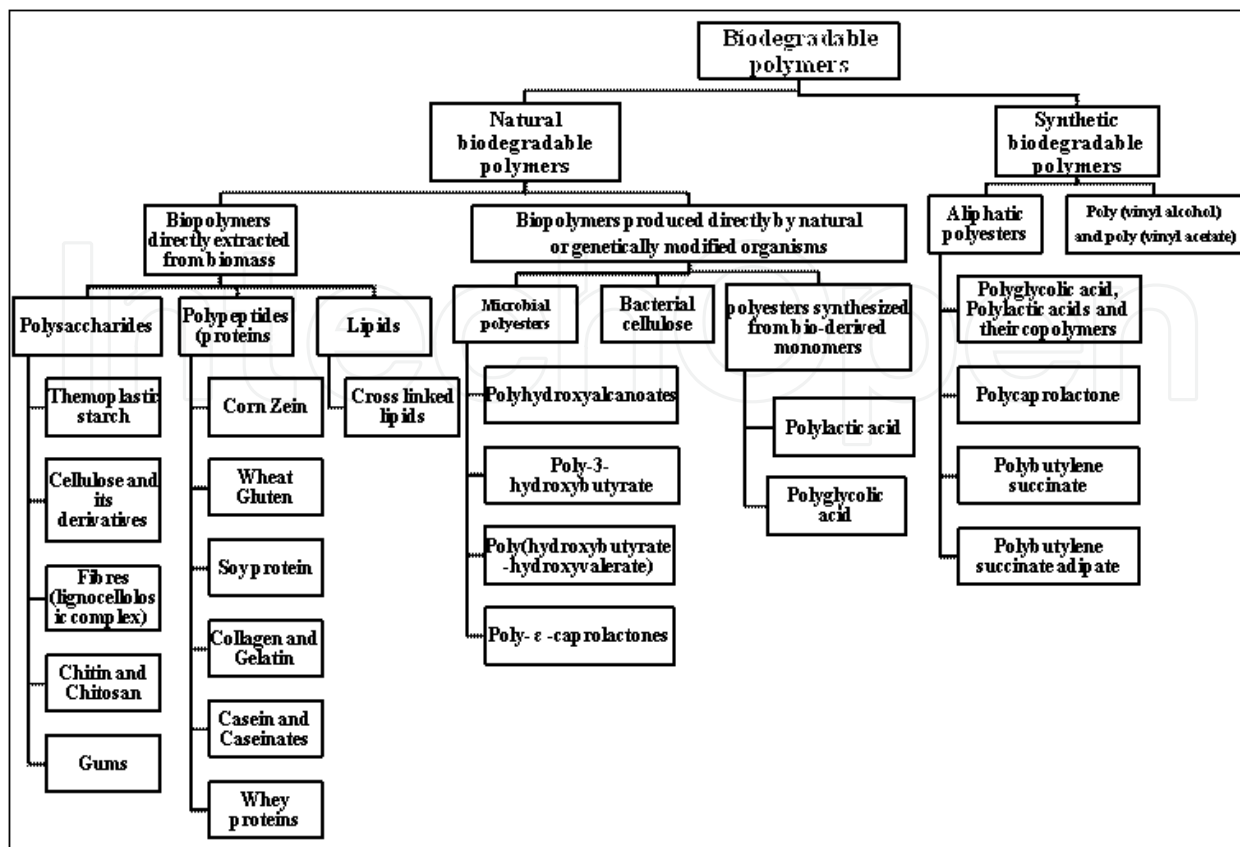 Biodegradable
polymers
Natural
biodegradable
polymers
Synthetic
biodegradable
polymers
Biopolymers
directly extracted
from biomass
Biopolymers produced directly by natural
or genetically modified organisms
Aliphatic
polyesters
Poly (vinyl alcohol)
and poly (vinyl acetate)
Polysaccharides
Polypeptides
(proteins
Lipids
Microbial
polyesters
Bacterial
cellulose
polyesters synthesized
from bio-derived
monomers
Polyglycolic acid,
Polylactic acids and
their copolymers
Themoplastic
starch
Corn Zein
Cross linked
lipids
Polyhydroxyalcanoates
Polylactic acid
Polycaprolactone
Cellulose and
its
derivatives
Wheat
Gluten
Poly-3-
hydroxybutyrate
Polyglycolic
acid
Polybutylene
succinate
Fibres
(lignocellolos
ic complex)
Soy protein
Poly(hydroxybutyrate
-hydroxyvalerate)
Polybutylene
succinate adipate
Chitin and
Chitosan
Collagen and
Gelatin
Poly- ε -caprolactones
Gums
Casein and
Caseinates
Whey
proteins
IntechOpen